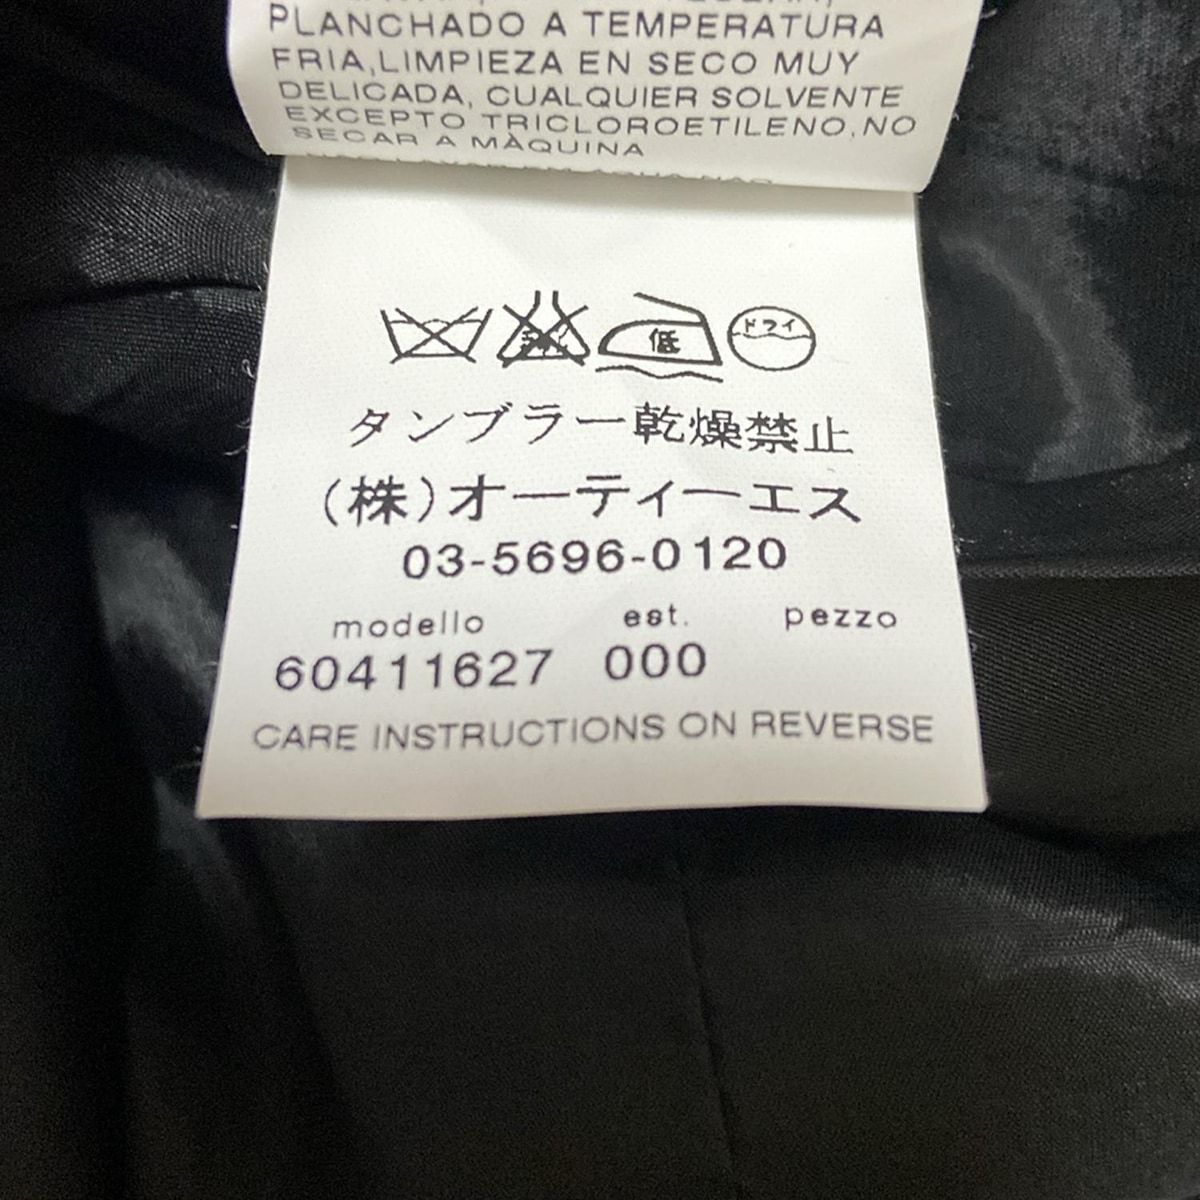 PLANCHADO A TEMPERATURA
FRIA,LIMPIEZA EN SECO MUY
DELICADA, CUALQUIER SOLVENTE
EXCEPTO TRICLOROETILENO,NO
SECAR A MÀQUINA
低
ドライ
タンブラー乾燥禁止
(株)オーティーエス
03-5696-0120
modello est. pezzo
60411627 000
CARE INSTRUCTIONS ON REVERSE